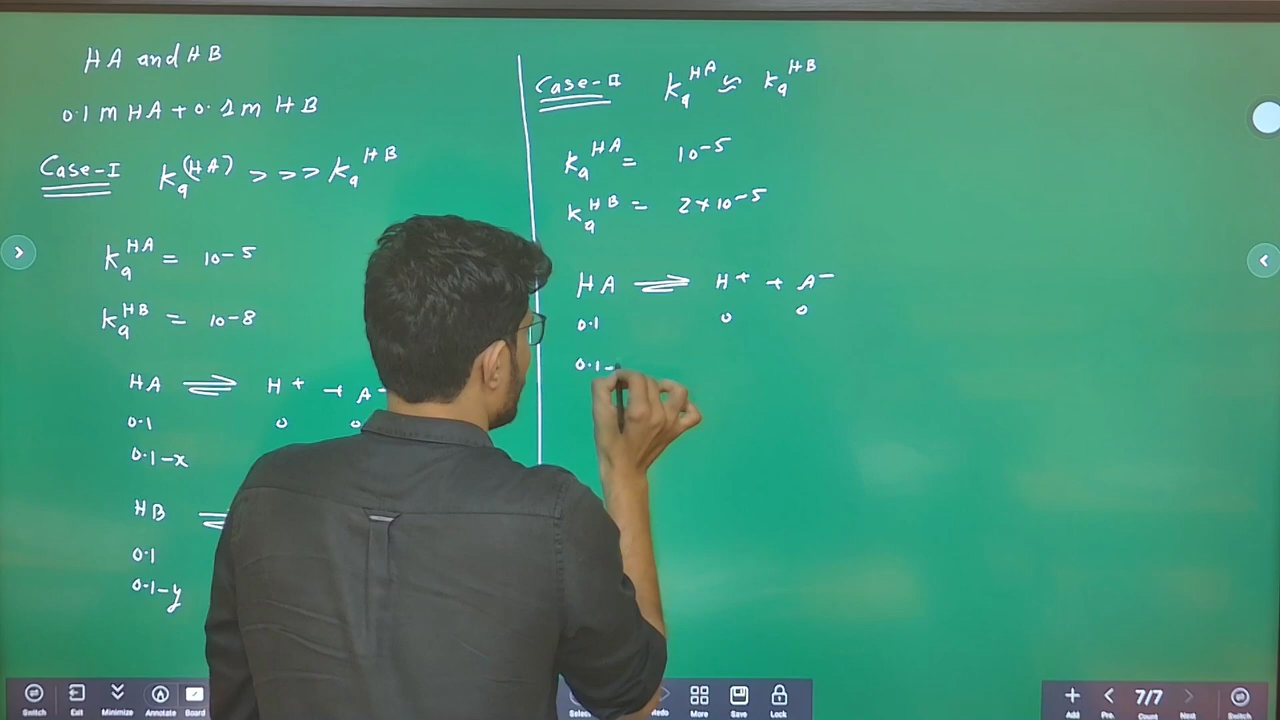 HA and HB
0.1 m HA + 0.1 m HB
Case-I Ka(HA) > > > Ka HB
Ka HA = 10-5
Ka HB = 10-8
HA ⇌ H+ + A-
0.1 0 0
0.1-x
HB
0.1
0.1-y
Case-II Ka HA ≈ Ka HB
Ka HA = 10-5
Ka HB = 2×10-5
HA ⇌ H+ + A-
0.1 0 0
0.1-
Switch Exit Minimize Annotate Board More Save Lock
Add Pre. 7/7 Count Next Switch